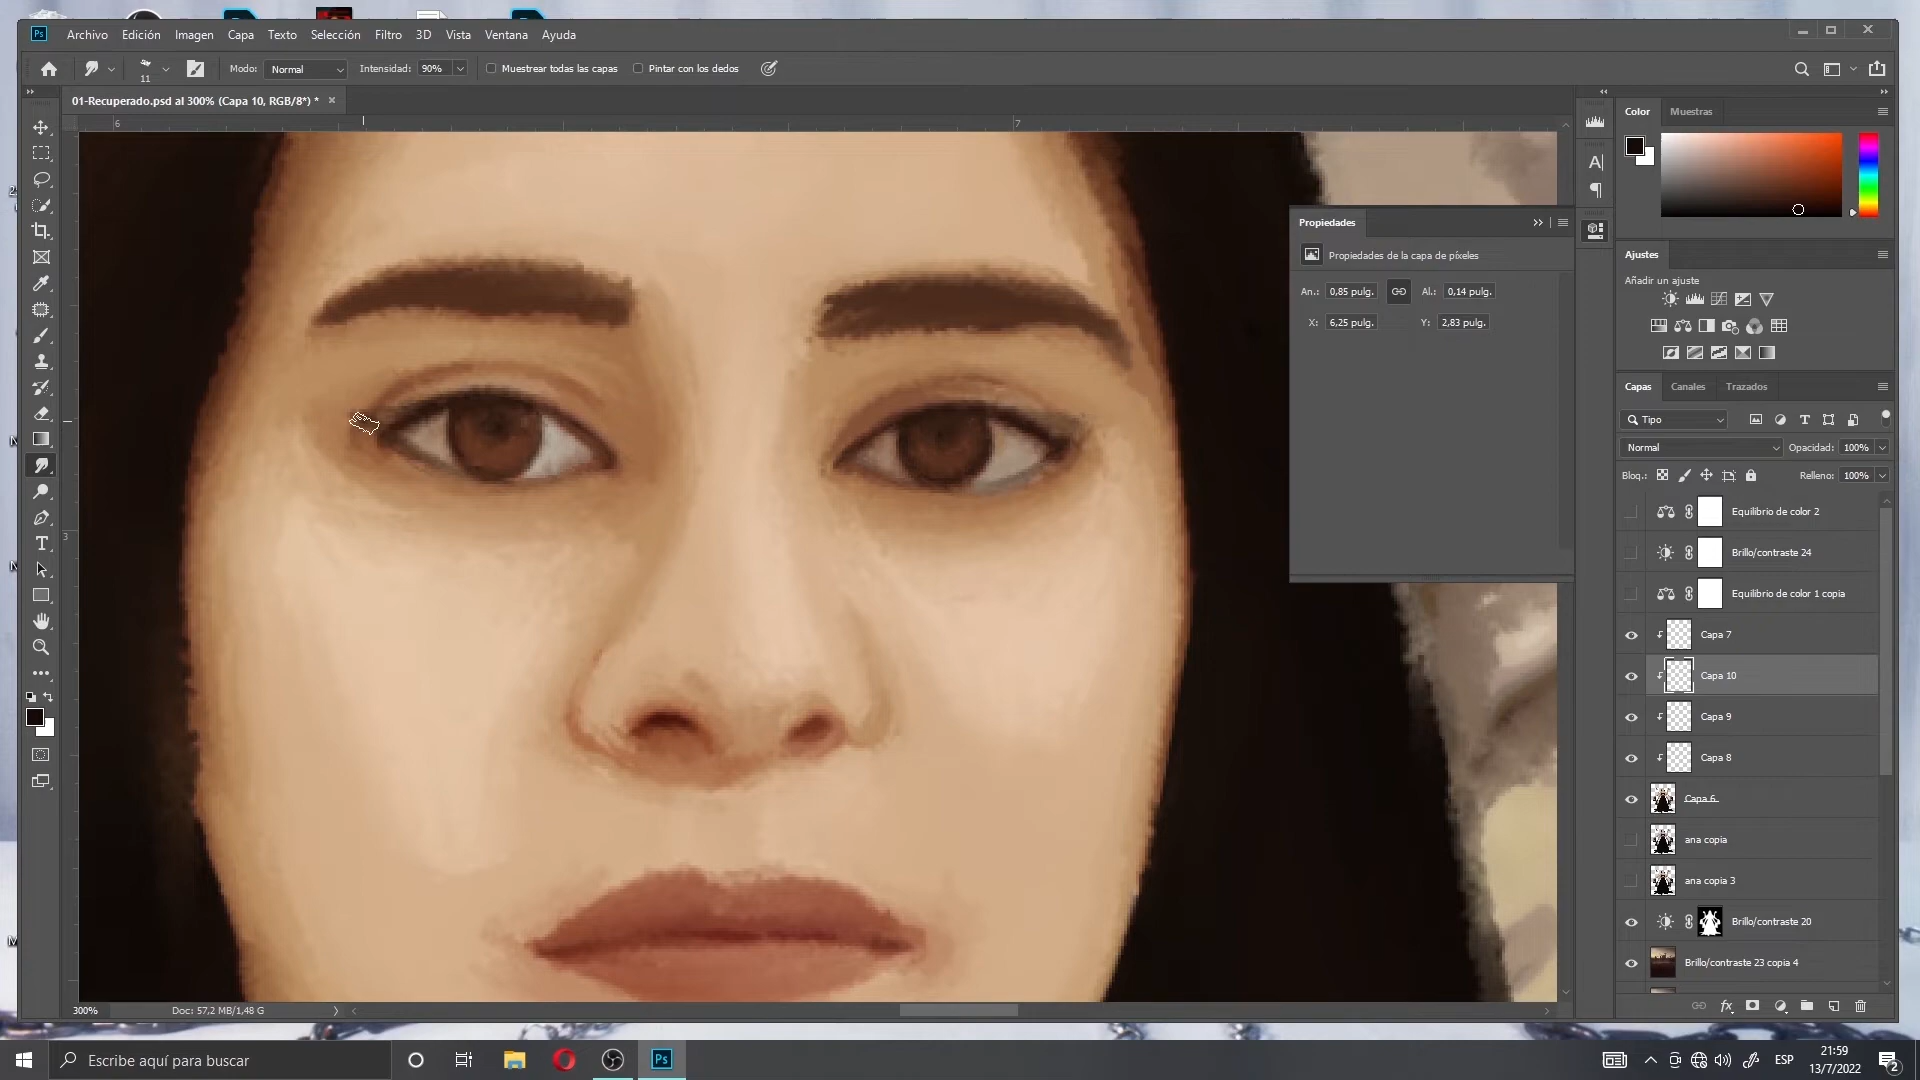 Ps Archivo Edición Imagen Capa Texto Selección Filtro 3D Vista Ventana Ayuda
11 Modo: Normal Intensidad: 90% Muestrear todas las capas Pintar con los dedos
01-Recuperado.psd al 300% (Capa 10, RGB/8*) *
6 7
3
Color Muestras
Propiedades
Propiedades de la capa de píxeles
An.: 0,85 pulg. Al.: 0,14 pulg.
X: 6,25 pulg. Y: 2,83 pulg.
Ajustes
Añadir un ajuste
Capas Canales Trazados
Tipo
Normal Opacidad: 100%
Bloq.: Relleno: 100%
Equilibrio de color 2
Brillo/contraste 24
Equilibrio de color 1 copia
Capa 7
Capa 10
Capa 9
Capa 8
Capa 6
ana copia
ana copia 3
Brillo/contraste 20
Brillo/contraste 23 copia 4
300% Doc: 57,2 MB/1,48 G
Escribe aquí para buscar
Ps
ESP
21:59
13/7/2022
2